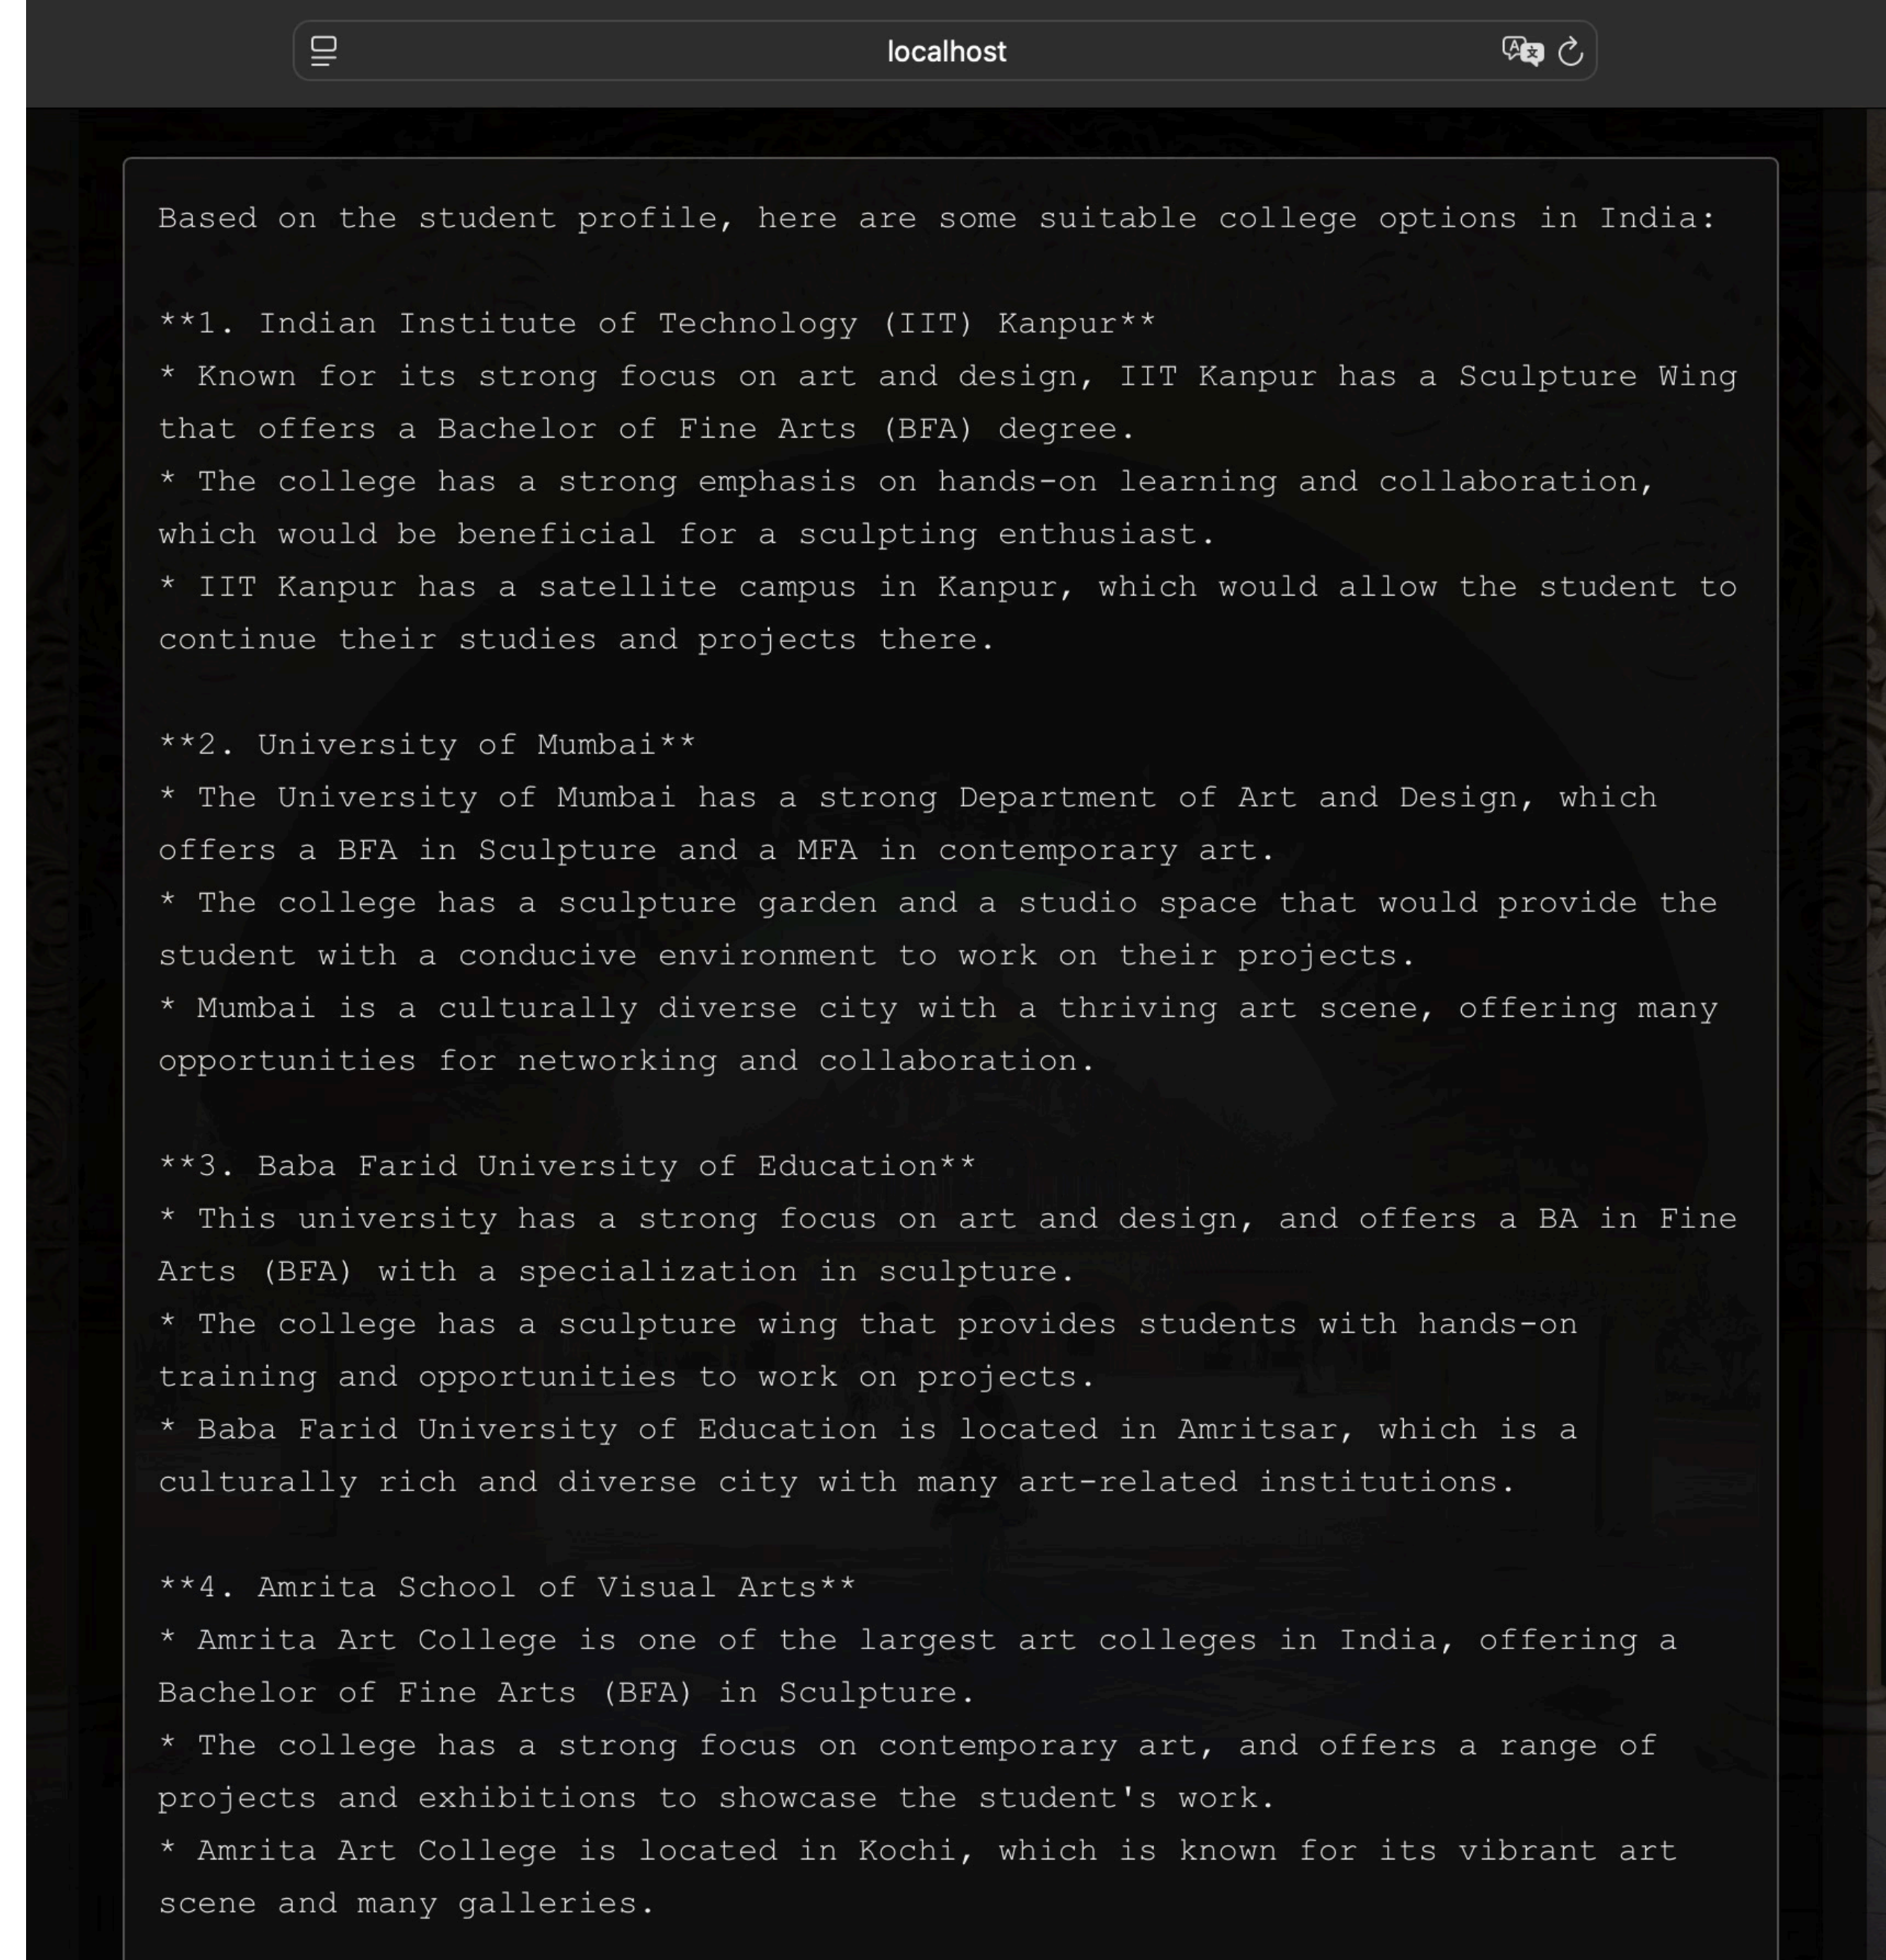 localhost
Based on the student profile, here are some suitable college options in India:
**1. Indian Institute of Technology (IIT) Kanpur**
* Known for its strong focus on art and design, IIT Kanpur has a Sculpture Wing
that offers a Bachelor of Fine Arts (BFA) degree.
* The college has a strong emphasis on hands-on learning and collaboration,
which would be beneficial for a sculpting enthusiast.
* IIT Kanpur has a satellite campus in Kanpur, which would allow the student to
continue their studies and projects there.
**2. University of Mumbai**
* The University of Mumbai has a strong Department of Art and Design, which
offers a BFA in Sculpture and a MFA in contemporary art.
* The college has a sculpture garden and a studio space that would provide the
student with a conducive environment to work on their projects.
* Mumbai is a culturally diverse city with a thriving art scene, offering many
opportunities for networking and collaboration.
**3. Baba Farid University of Education**
* This university has a strong focus on art and design, and offers a BA in Fine
Arts (BFA) with a specialization in sculpture.
* The college has a sculpture wing that provides students with hands-on
training and opportunities to work on projects.
* Baba Farid University of Education is located in Amritsar, which is a
culturally rich and diverse city with many art-related institutions.
**4. Amrita School of Visual Arts**
* Amrita Art College is one of the largest art colleges in India, offering a
Bachelor of Fine Arts (BFA) in Sculpture.
* The college has a strong focus on contemporary art, and offers a range of
projects and exhibitions to showcase the student's work.
* Amrita Art College is located in Kochi, which is known for its vibrant art
scene and many galleries.